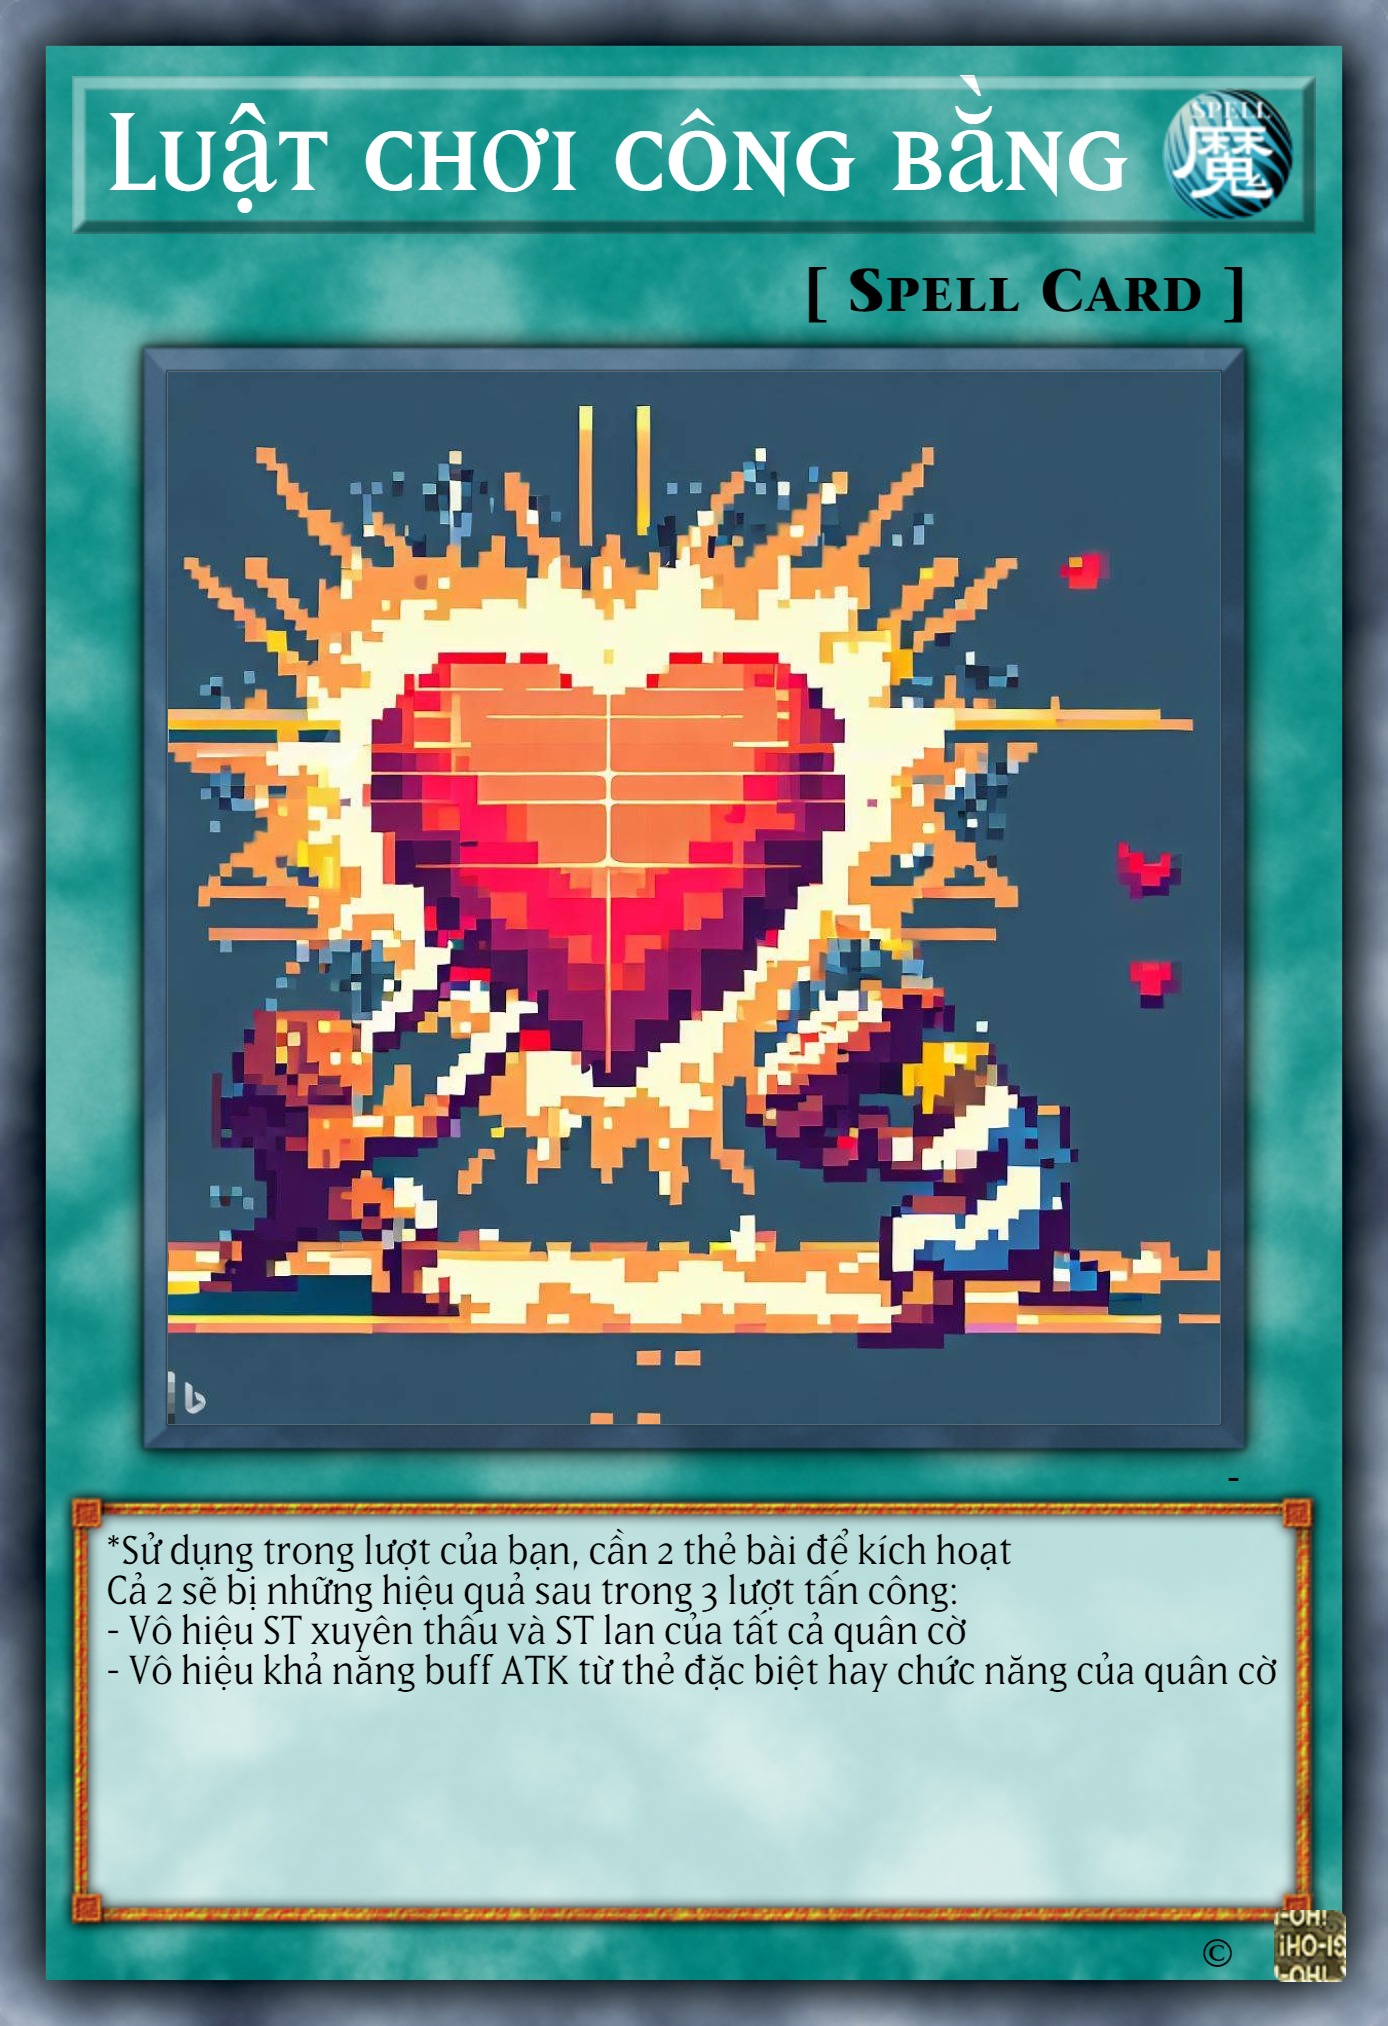 Luật chơi công bằng
SPELL
魔
[ Spell Card ]
b
-
*Sử dụng trong lượt của bạn, cần 2 thẻ bài để kích hoạt
Cả 2 sẽ bị những hiệu quả sau trong 3 lượt tấn công:
- Vô hiệu ST xuyên thấu và ST lan của tất cả quân cờ
- Vô hiệu khả năng buff ATK từ thẻ đặc biệt hay chức năng của quân cờ
©
-OH!